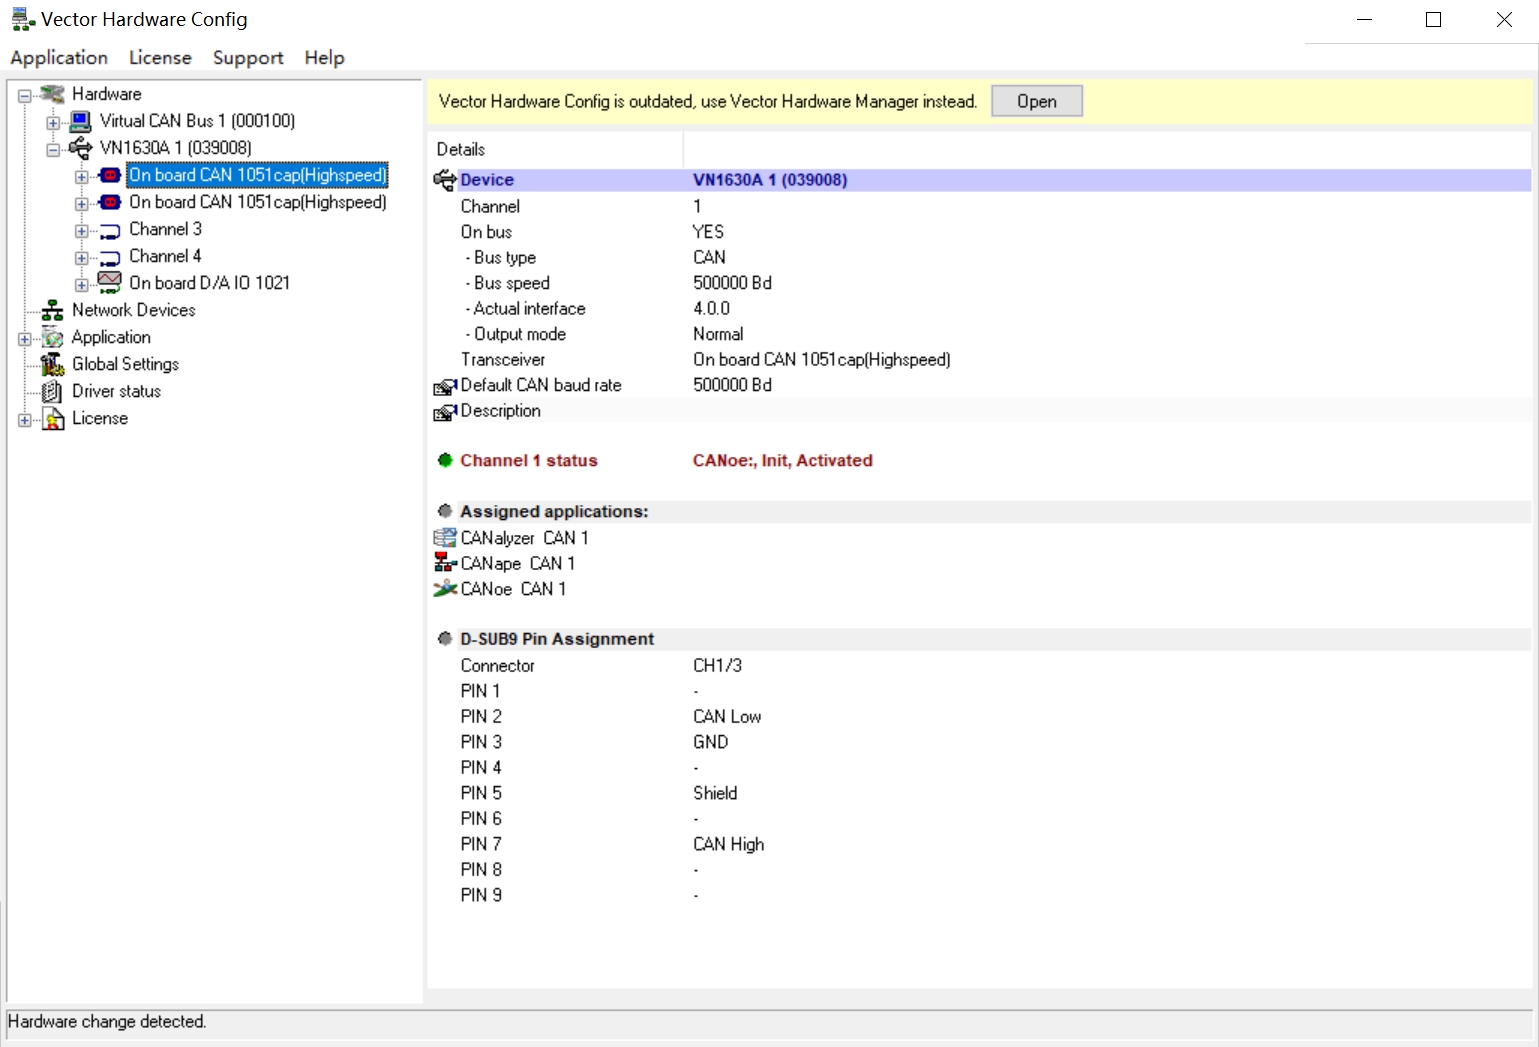 Vector Hardware Config
Application License Support Help
Hardware
Virtual CAN Bus 1 (000100)
VN1630A 1 (039008)
On board CAN 1051cap(Highspeed)
On board CAN 1051cap(Highspeed)
Channel 3
Channel 4
On board D/A IO 1021
Network Devices
Application
Global Settings
Driver status
License
Vector Hardware Config is outdated, use Vector Hardware Manager instead. Open
Details
Device VN1630A 1 (039008)
Channel 1
On bus YES
- Bus type CAN
- Bus speed 500000 Bd
- Actual interface 4.0.0
- Output mode Normal
Transceiver On board CAN 1051cap(Highspeed)
Default CAN baud rate 500000 Bd
Description
Channel 1 status CANoe:, Init, Activated
Assigned applications:
CANalyzer CAN 1
CANape CAN 1
CANoe CAN 1
D-SUB9 Pin Assignment
Connector CH1/3
PIN 1 -
PIN 2 CAN Low
PIN 3 GND
PIN 4 -
PIN 5 Shield
PIN 6 -
PIN 7 CAN High
PIN 8 -
PIN 9 -
Hardware change detected.